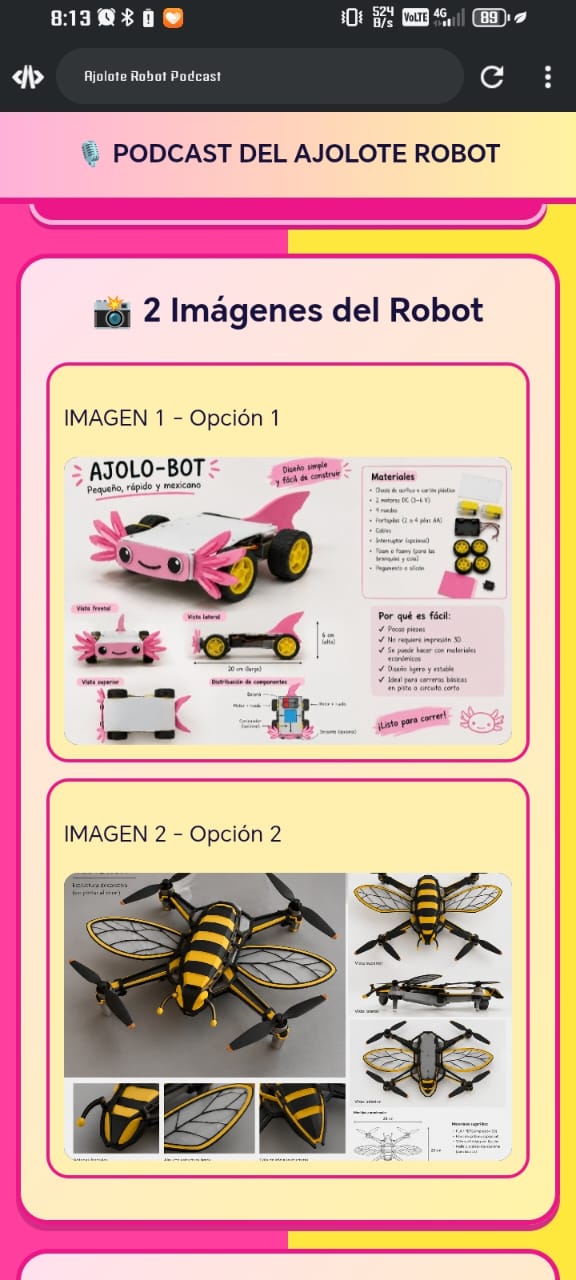 8:13
524
B/s
VoLTE
4G
89
Ajolote Robot Podcast
PODCAST DEL AJOLOTE ROBOT
2 Imágenes del Robot
IMAGEN 1 - Opción 1
AJOLO-BOT
Pequeño, rápido y mexicano
Diseño simple
y fácil de construir
Materiales
• Chasis de acrílico o cartón plástico
• 2 motores DC (3-6 V)
• 4 ruedas
• Portapilas (2 o 4 pilas AA)
• Cables
• Interruptor (opcional)
• Foam o foamy (para las
branquias y cola)
• Pegamento o silicón
Vista frontal
Vista lateral
6 cm
(alto)
20 cm (largo)
Vista superior
Distribución de componentes
Batería
Motor + rueda
Motor + rueda
(opcional)
Por qué es fácil:
✓ Pocas piezas
✓ No requiere impresión 3D
✓ Se puede hacer con materiales
económicos
✓ Diseño ligero y estable
✓ Ideal para carreras básicas
en pista o circuito corto
¡Listo para correr!
IMAGEN 2 - Opción 2
Estructura decorativa
Vista lateral